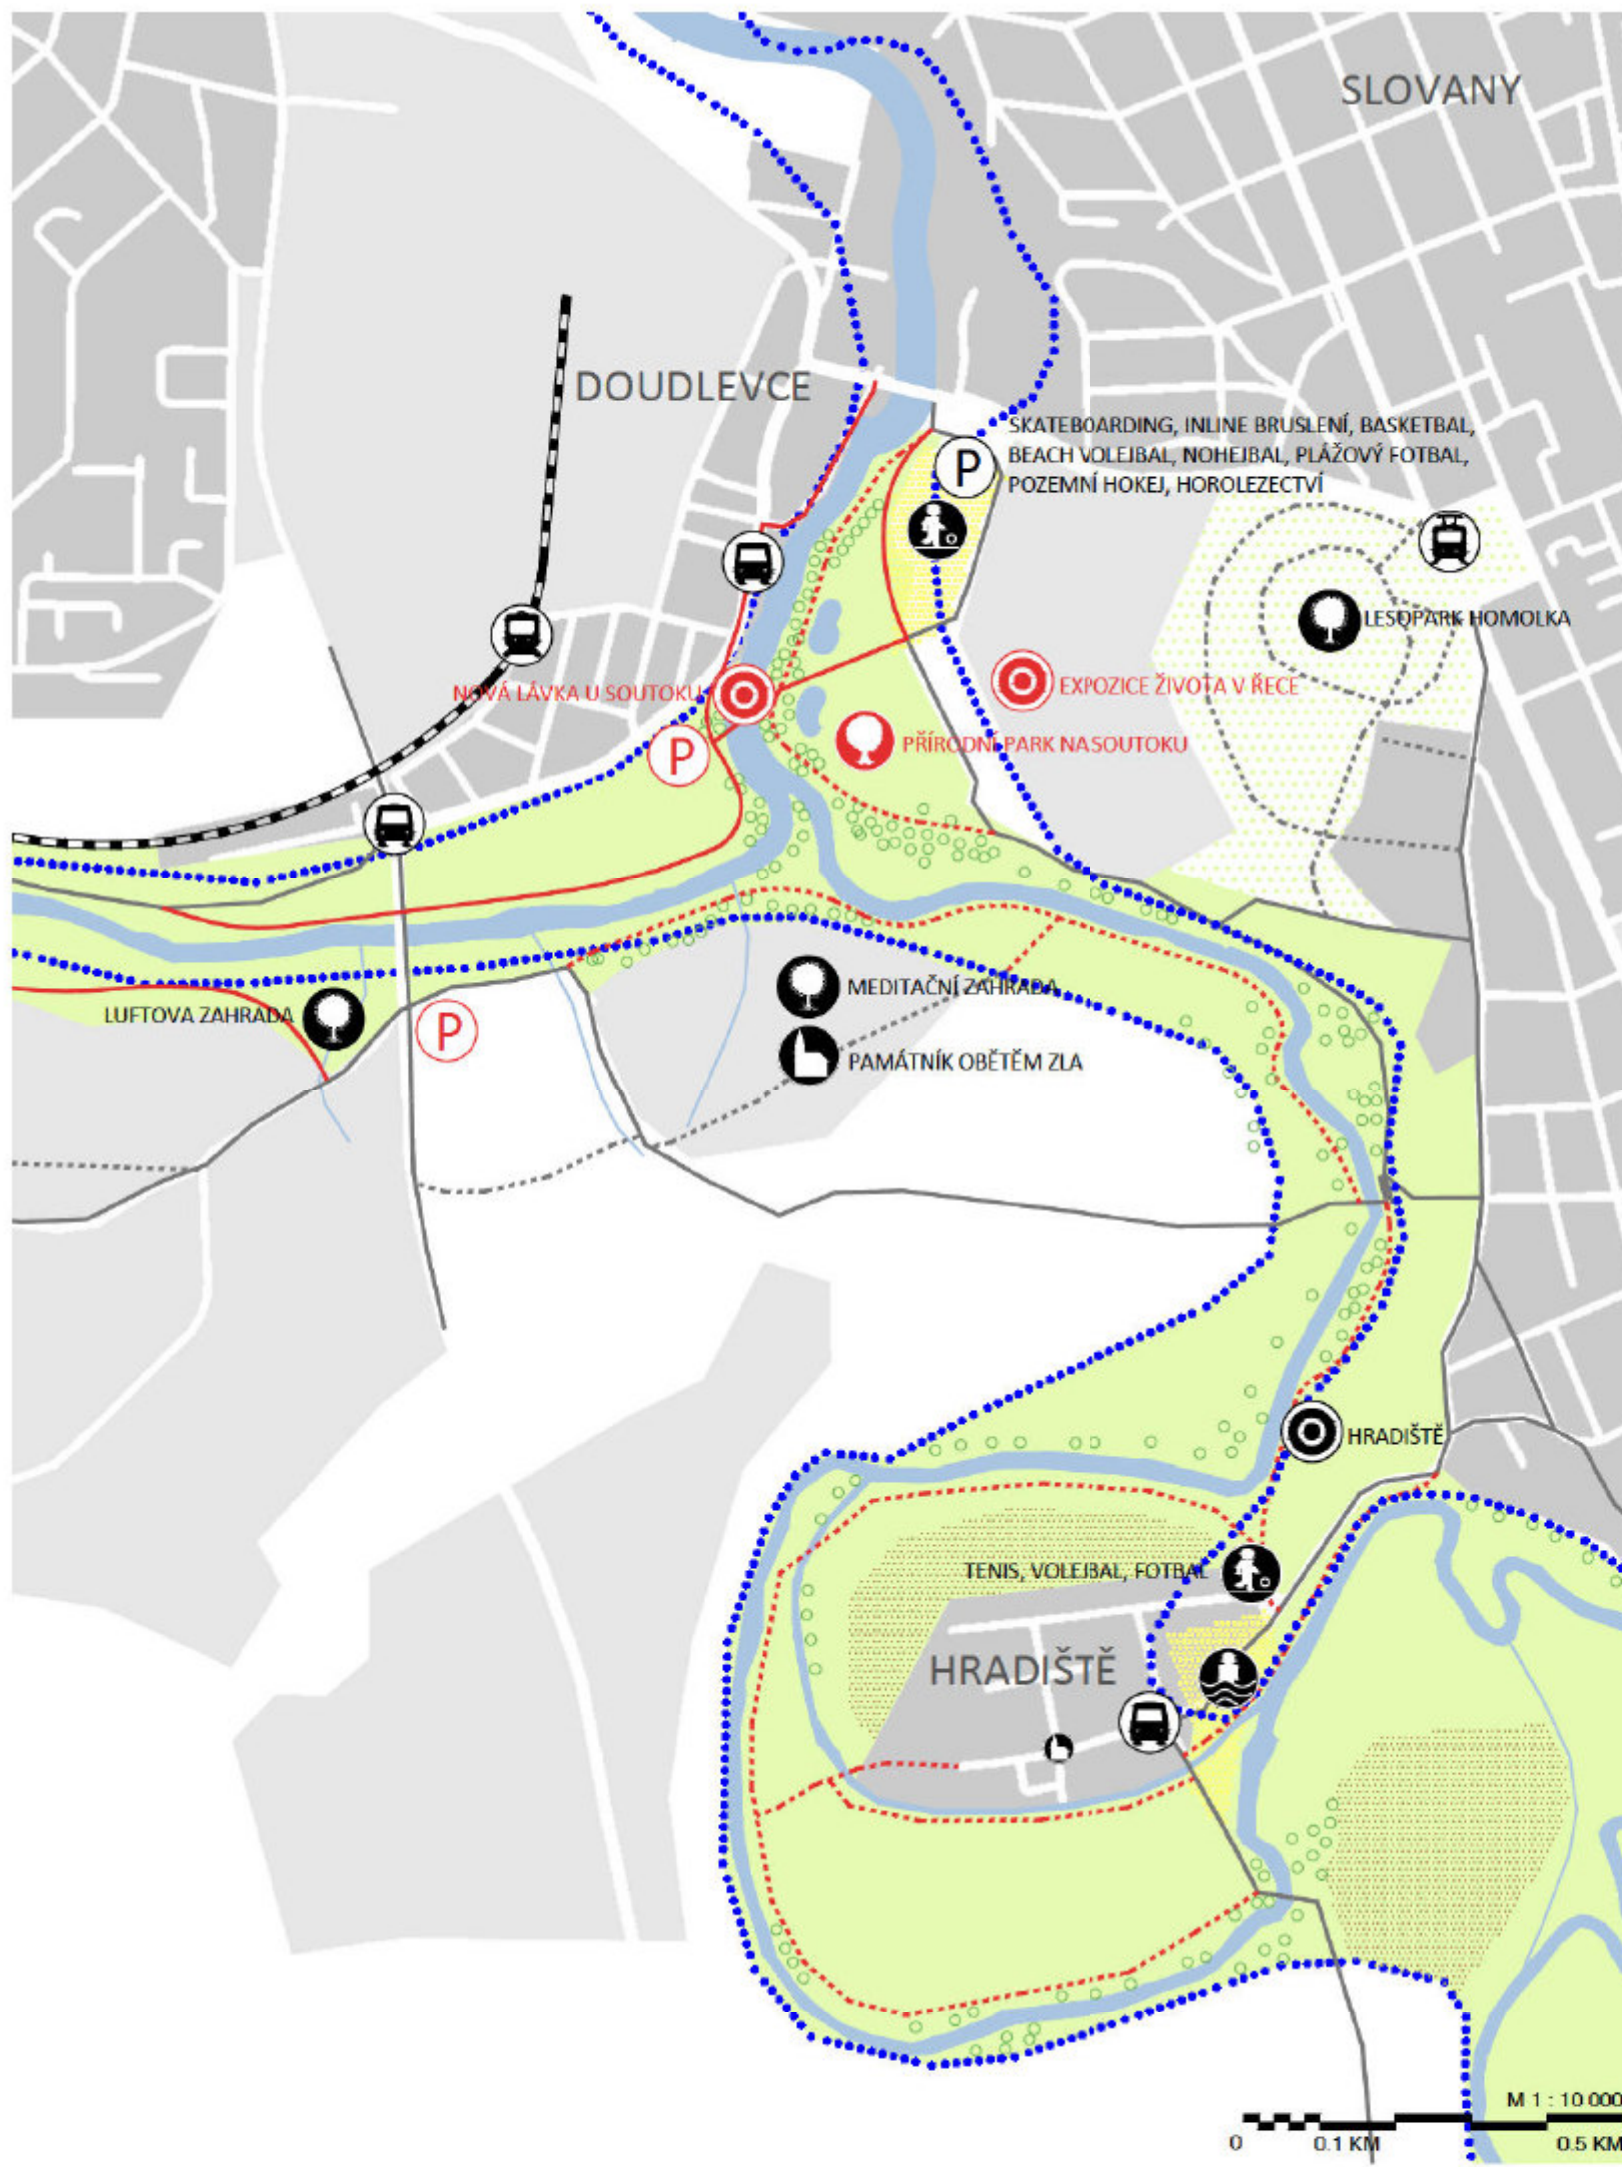 SLOVANY
DOUDLEVCE
SKATEBOARDING, INLINE BRUSLENÍ, BASKETBAL,
BEACH VOLEJBAL, NOHEJBAL, PLÁŽOVÝ FOTBAL,
POZEMNÍ HOKEJ, HOROLEZECTVÍ
P
LESOPARK HOMOLKA
NOVÁ LÁVKA U SOUTOKU
EXPOZICE ŽIVOTA V ŘECE
P
PŘÍRODNÍ PARK NASOUTOKU
MEDITAČNÍ ZAHRADA
LUFTOVA ZAHRADA
P
PAMÁTNÍK OBĚTĚM ZLA
HRADIŠTĚ
TENIS, VOLEJBAL, FOTBAL
HRADIŠTĚ
M 1 : 10 000
0 0.1 KM 0.5 KM